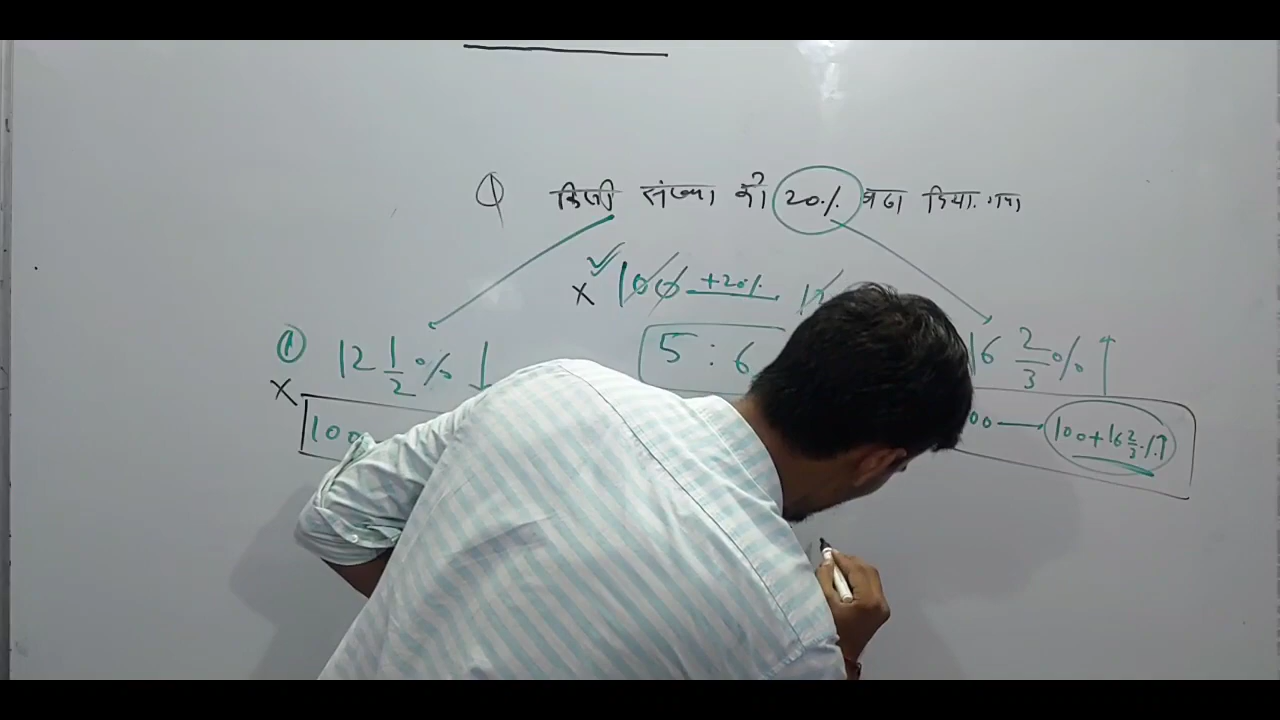 Q किसी संख्या को 20% बढा दिया गया
✓ X 100 +20% 12
① 12 1/2 % ↓ 5 : 6 16 2/3 % ↑
X 100 00 → 100+16 2/3 % ↑